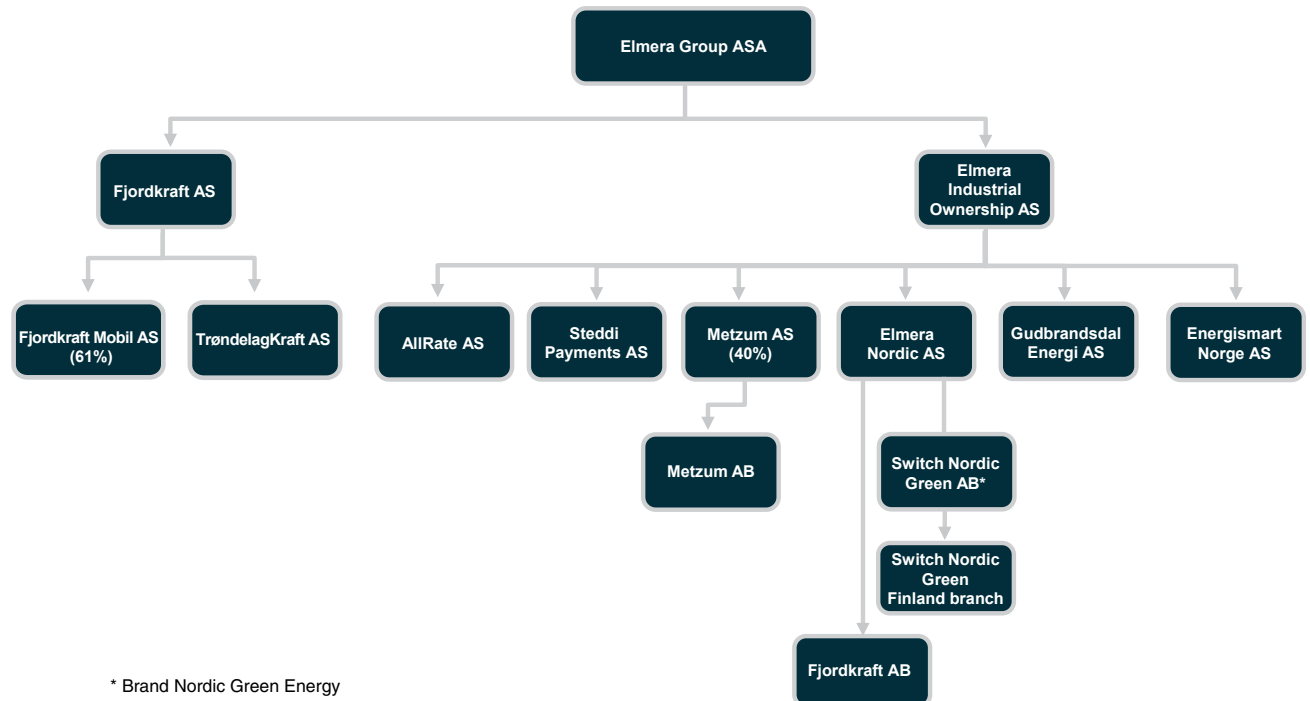 Elmera Group ASA
Fjordkraft AS
Elmera
Industrial
Ownership AS
Fjordkraft Mobil AS
(61%)
TrøndelagKraft AS
AllRate AS
Steddi
Payments AS
Metzum AS
(40%)
Elmera
Nordic AS
Gudbrandsdal
Energi AS
Energismart
Norge AS
Metzum AB
Switch Nordic
Green AB*
Switch Nordic
Green
Finland branch
Fjordkraft AB
* Brand Nordic Green Energy